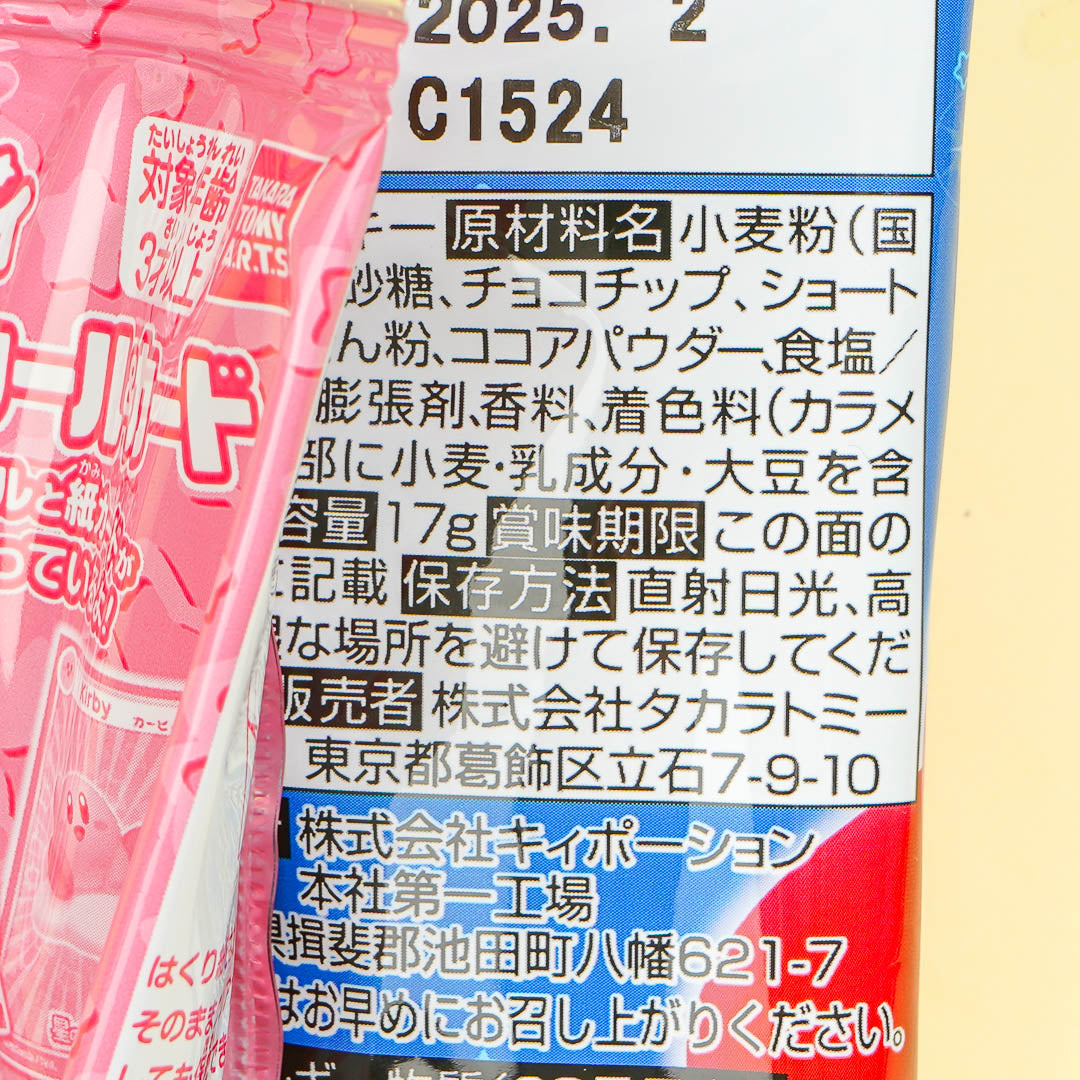 2025. 2
C1524
キー 原材料名 小麦粉(国
砂糖、チョコチップ、ショート
ん粉、ココアパウダー、食塩/
膨張剤、香料、着色料(カラメ
部に小麦・乳成分・大豆を含
容量 17g 賞味期限 この面の
に記載 保存方法 直射日光、高
な場所を避けて保存してくだ
販売者 株式会社タカラトミー
東京都葛飾区立石7-9-10
株式会社キィポーション
本社第一工場
県揖斐郡池田町八幡621-7
はお早めにお召し上がりください。
たいしょうねんれい
対象年齢
さいいじょう
3才以上
TAKARA
TOMY
A.R.T.S
カード
ルと紙カ
っている!
Kirby
カービ
はくり紙
そのまま